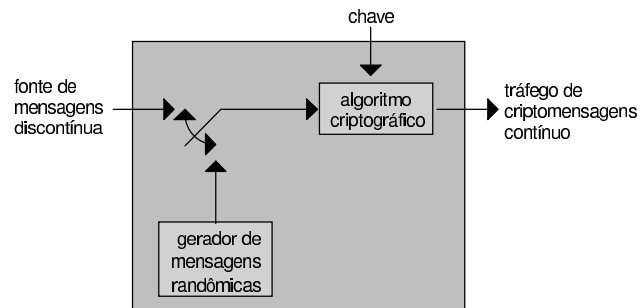 chave
fonte de
mensagens
discontínua
algoritmo
criptográfico
tráfego de
criptomensagens
contínuo
gerador de
mensagens
randômicas